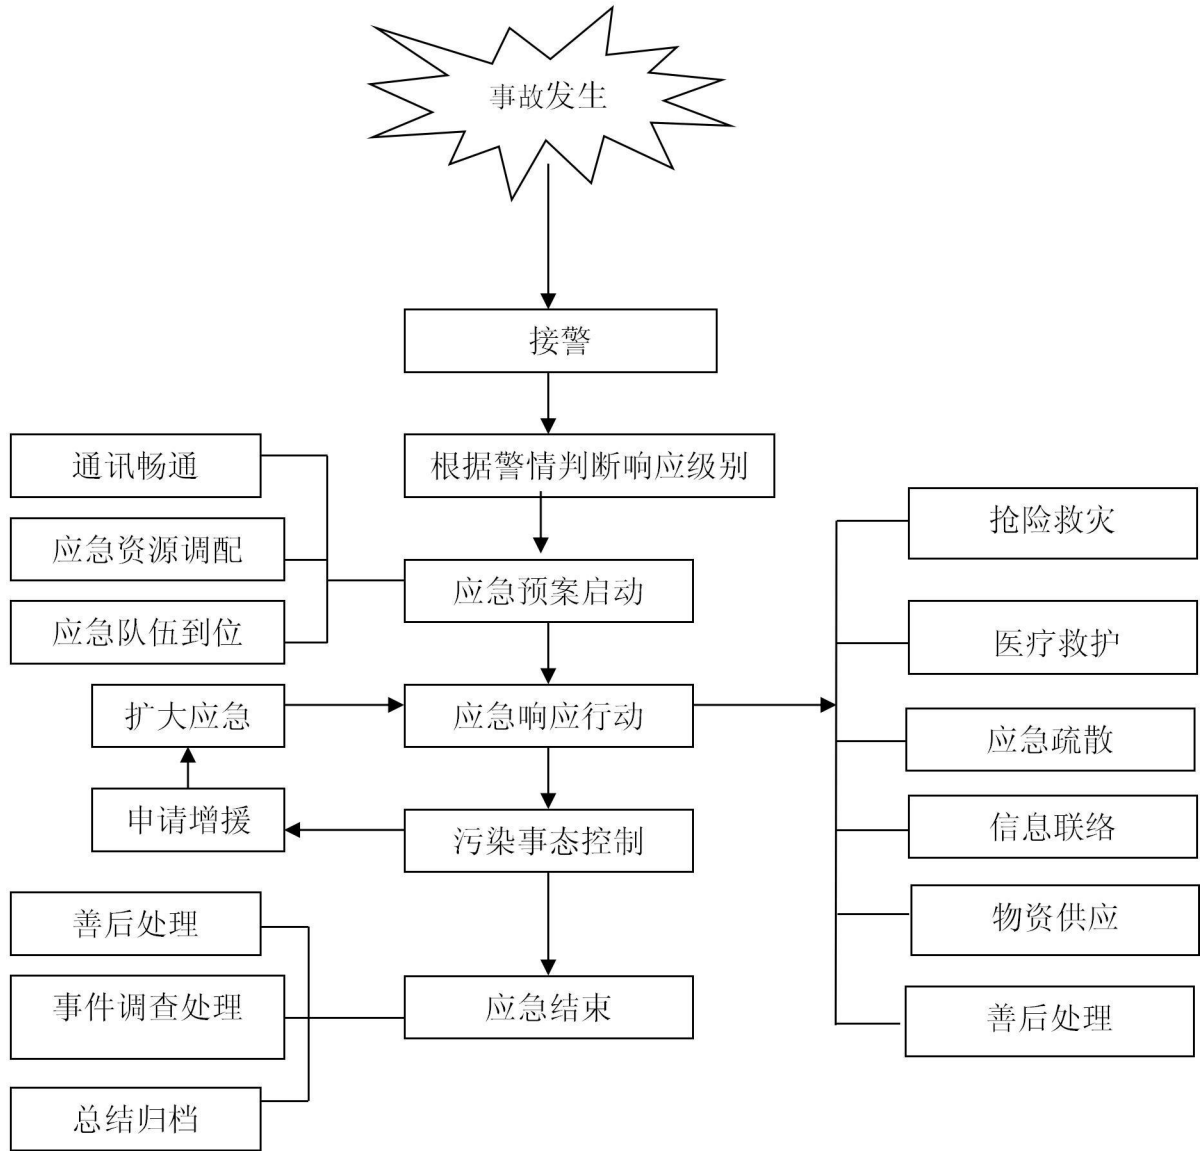 事故发生
接警
根据警情判断响应级别
通讯畅通
应急资源调配
应急队伍到位
应急预案启动
扩大应急
应急响应行动
申请增援
污染事态控制
善后处理
事件调查处理
总结归档
应急结束
抢险救灾
医疗救护
应急疏散
信息联络
物资供应
善后处理